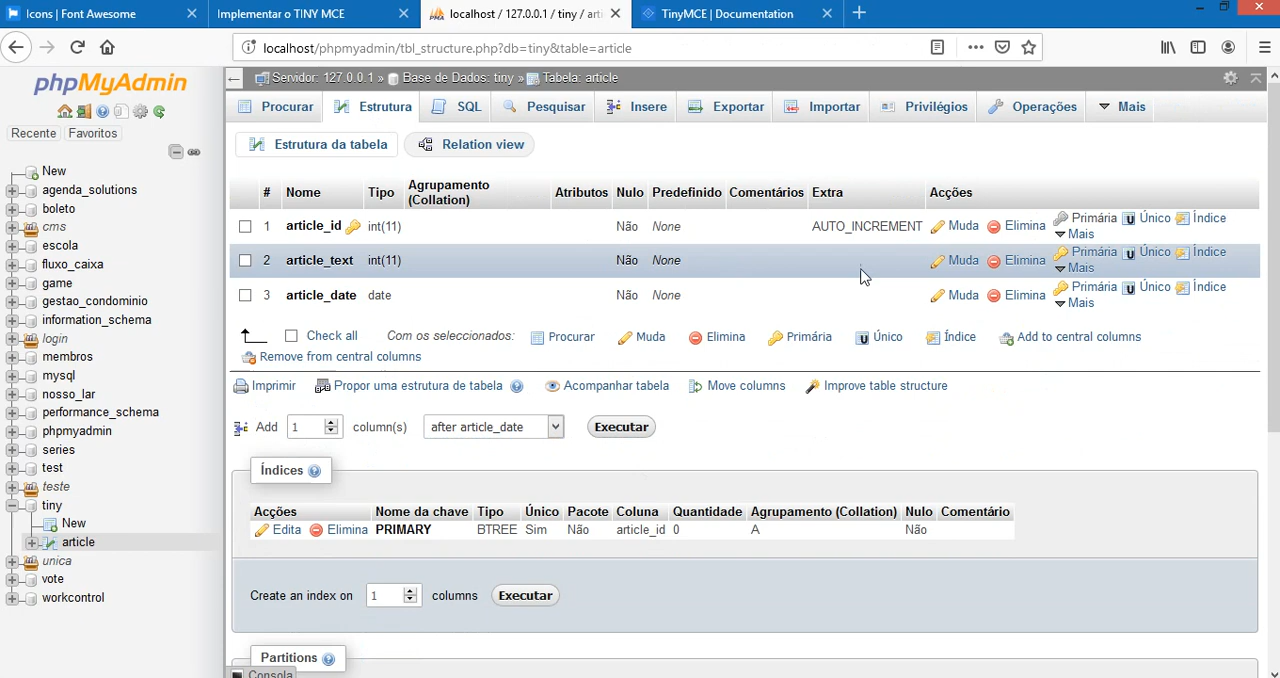 Icons | Font Awesome
Implementar o TINY MCE
localhost / 127.0.0.1 / tiny / arti
TinyMCE | Documentation
localhost/phpmyadmin/tbl_structure.php?db=tiny&table=article
phpMyAdmin
Recente Favoritos
New
agenda_solutions
boleto
cms
escola
fluxo_caixa
game
gestao_condominio
information_schema
login
membros
mysql
nosso_lar
performance_schema
phpmyadmin
series
test
teste
tiny
New
article
unica
vote
workcontrol
Servidor: 127.0.0.1 » Base de Dados: tiny » Tabela: article
Procurar Estrutura SQL Pesquisar Insere Exportar Importar Privilégios Operações Mais
Estrutura da tabela Relation view
# Nome Tipo Agrupamento (Collation) Atributos Nulo Predefinido Comentários Extra Acções
1 article_id int(11) Não None AUTO_INCREMENT Muda Elimina Primária Único Índice Mais
2 article_text int(11) Não None Muda Elimina Primária Único Índice Mais
3 article_date date Não None Muda Elimina Primária Único Índice Mais
Check all Com os seleccionados: Procurar Muda Elimina Primária Único Índice Add to central columns
Remove from central columns
Imprimir Propor uma estrutura de tabela Acompanhar tabela Move columns Improve table structure
Add 1 column(s) after article_date Executar
Índices
Acções Nome da chave Tipo Único Pacote Coluna Quantidade Agrupamento (Collation) Nulo Comentário
Edita Elimina PRIMARY BTREE Sim Não article_id 0 A Não
Create an index on 1 columns Executar
Partitions
Consola